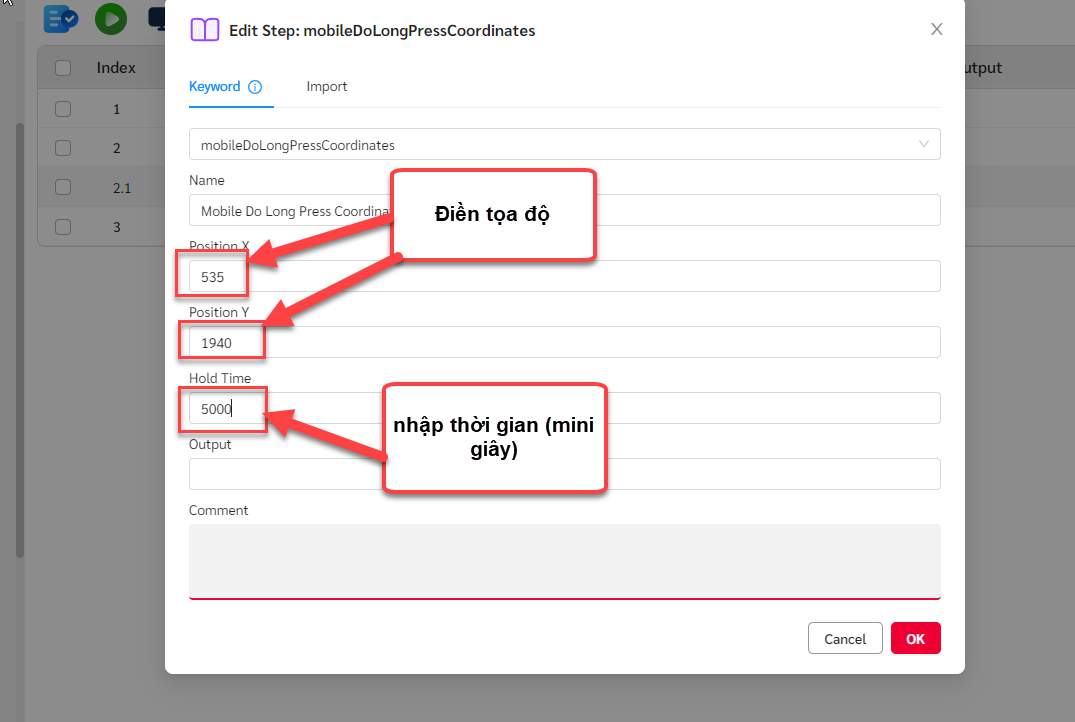 Edit Step: mobileDoLongPressCoordinates
Index
utput
Keyword
Import
1
mobileDoLongPressCoordinates
2
Name
2.1
Mobile Do Long Press Coordina
Điền tọa độ
3
Position X
535
Position Y
1940
Hold Time
5000
nhập thời gian (mini
giây)
Output
Comment
Cancel
OK